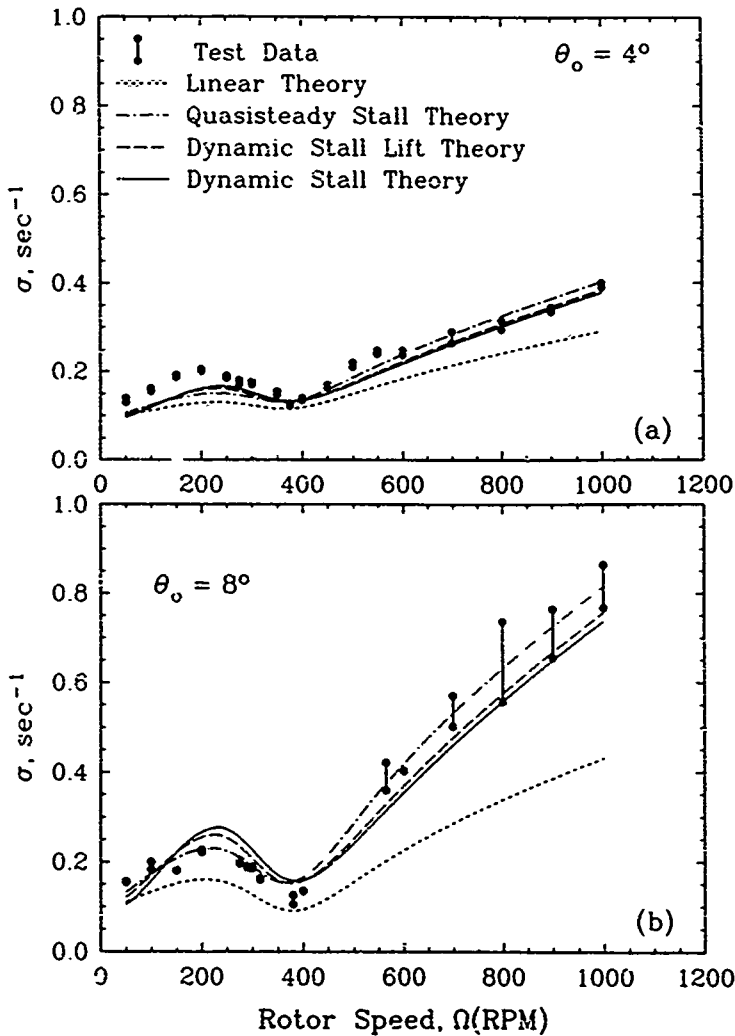 1.0
0.8
0.6
0.4
0.2
0.0
σ, sec⁻¹
Test Data
θₒ = 4°
Linear Theory
Quasisteady Stall Theory
Dynamic Stall Lift Theory
Dynamic Stall Theory
(a)
0 200 400 600 800 1000 1200
1.0
0.8
0.6
0.4
0.2
0.0
σ, sec⁻¹
θₒ = 8°
(b)
0 200 400 600 800 1000 1200
Rotor Speed, Ω(RPM)